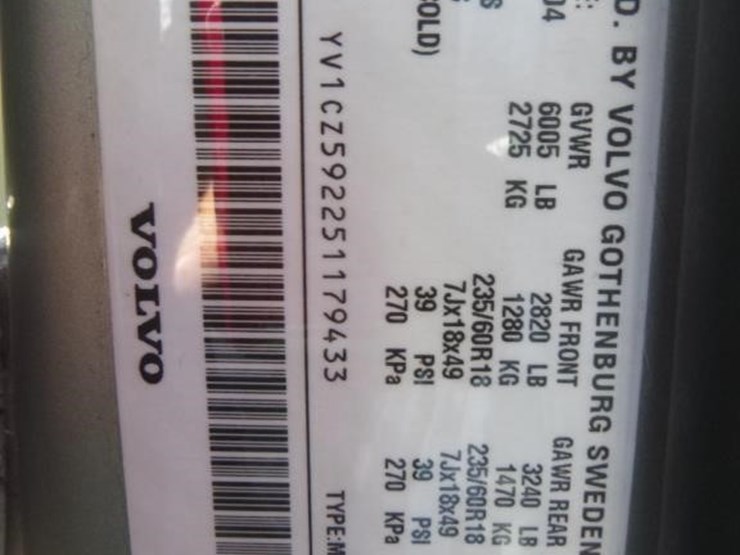 D. BY VOLVO GOTHENBURG SWEDEN
E: GVWR GAWR FRONT GAWR REAR
04 6005 LB 2820 LB 3240 LB
2725 KG 1280 KG 1470 KG
S 235/60R18 235/60R18
7Jx18x49 7Jx18x49
COLD) 39 PSI 39 PSI
270 KPa 270 KPa
YV1CZ592251179433 TYPE:M
VOLVO